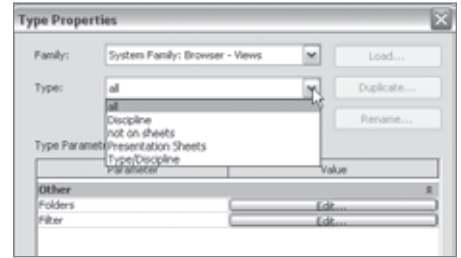 Type Properties
Family: System Family: Browser - Views Load...
Type: all Duplicate...
all
Discipline Rename...
not on sheets
Presentation Sheets
Type/Discipline
Type Paramet
Parameter Value
Other
Folders Edit...
Filter Edit...